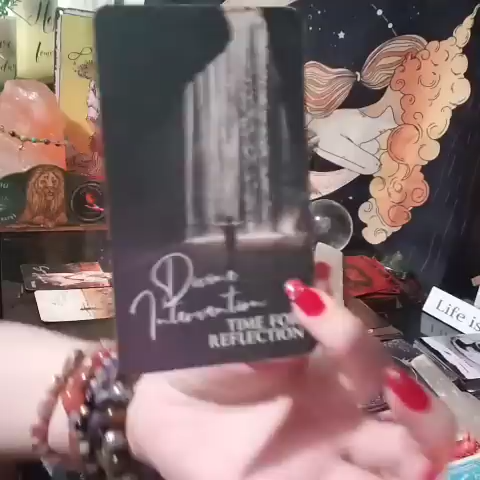 Divine
Intervention
TIME FOR
REFLECTION
Life is